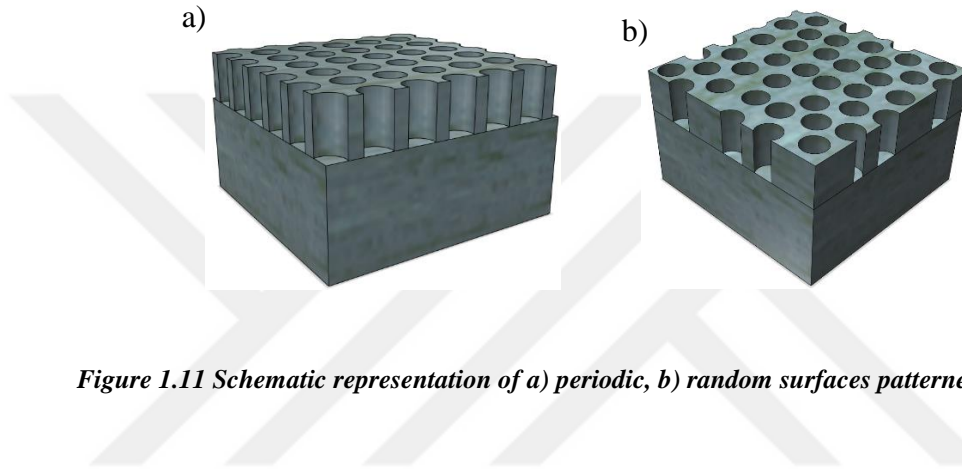 a)
b)
Figure 1.11 Schematic representation of a) periodic, b) random surfaces patterne